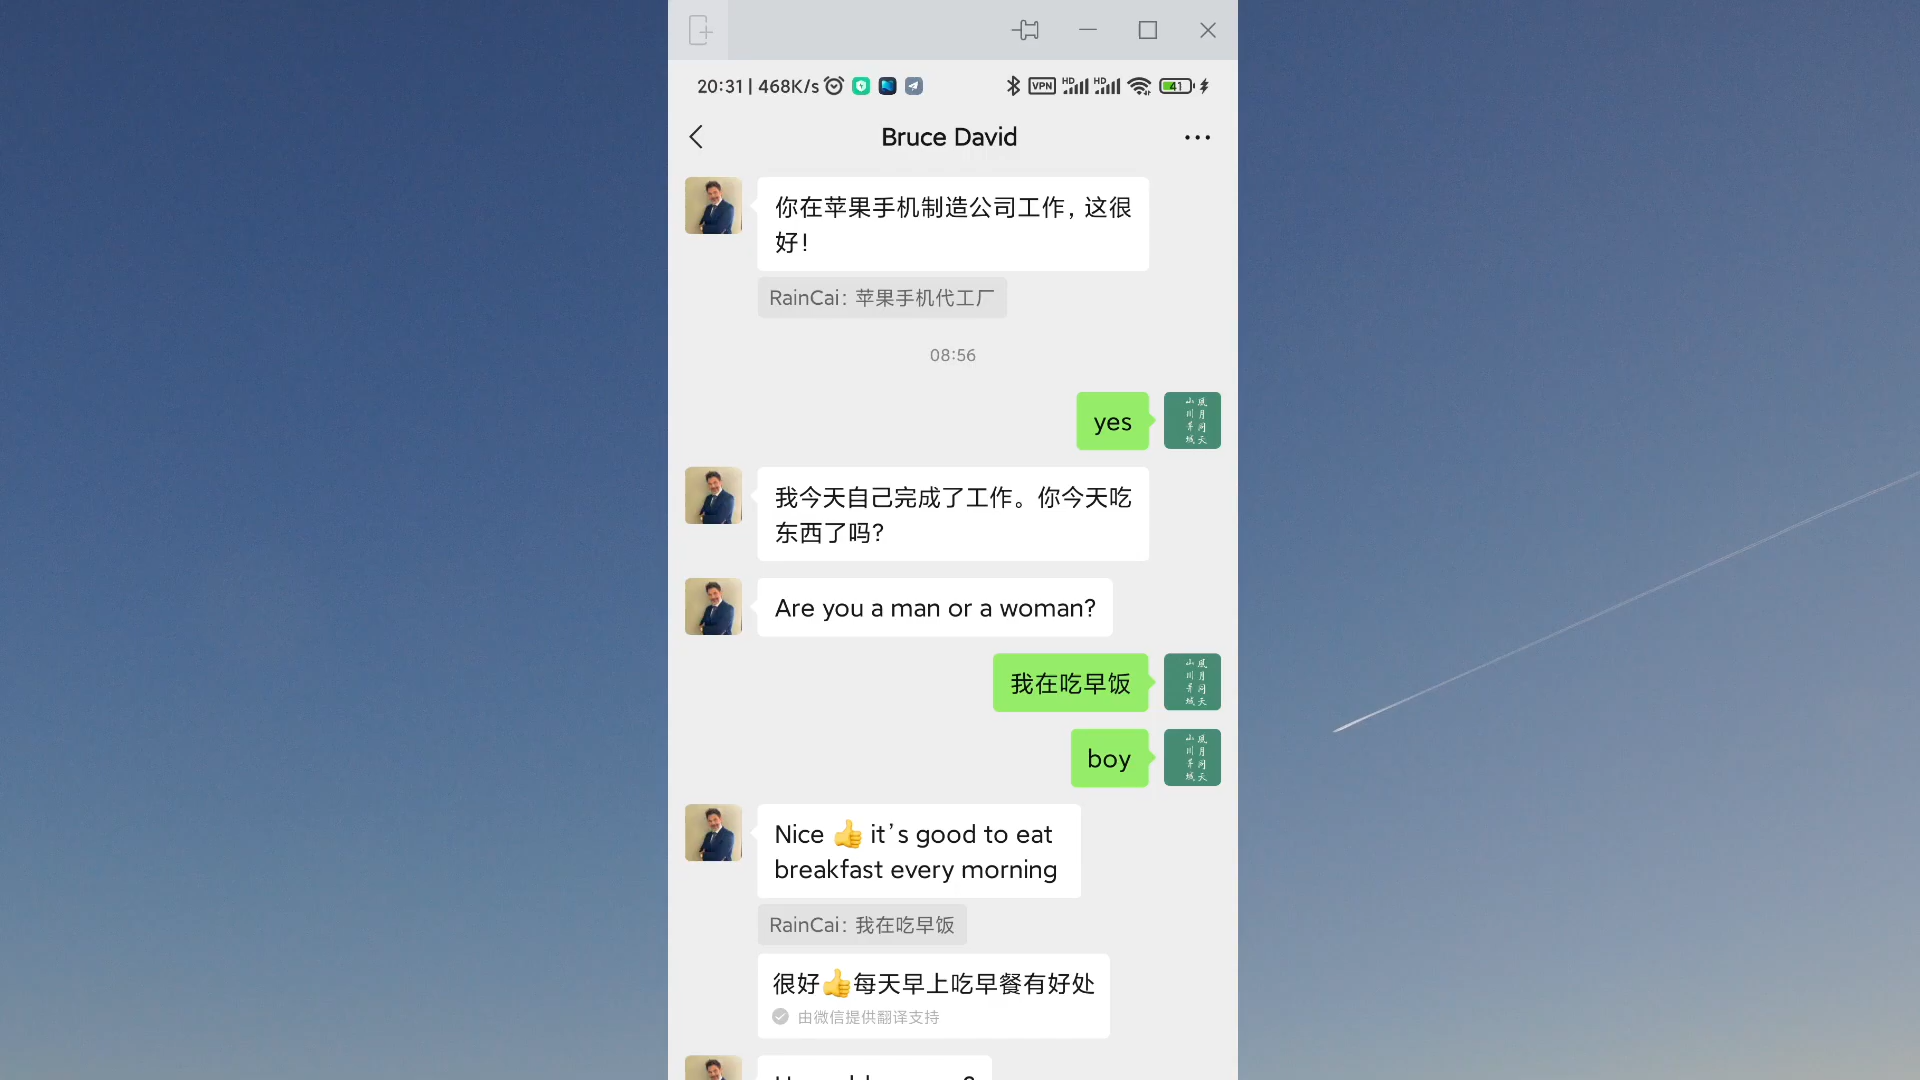 20:31 | 468K/s
VPN HD HD 41
Bruce David
你在苹果手机制造公司工作，这很
好！
RainCai：苹果手机代工厂
08:56
yes
我今天自己完成了工作。你今天吃
东西了吗？
Are you a man or a woman?
我在吃早饭
boy
Nice 👍 it’s good to eat
breakfast every morning
RainCai：我在吃早饭
很好👍每天早上吃早餐有好处
由微信提供翻译支持